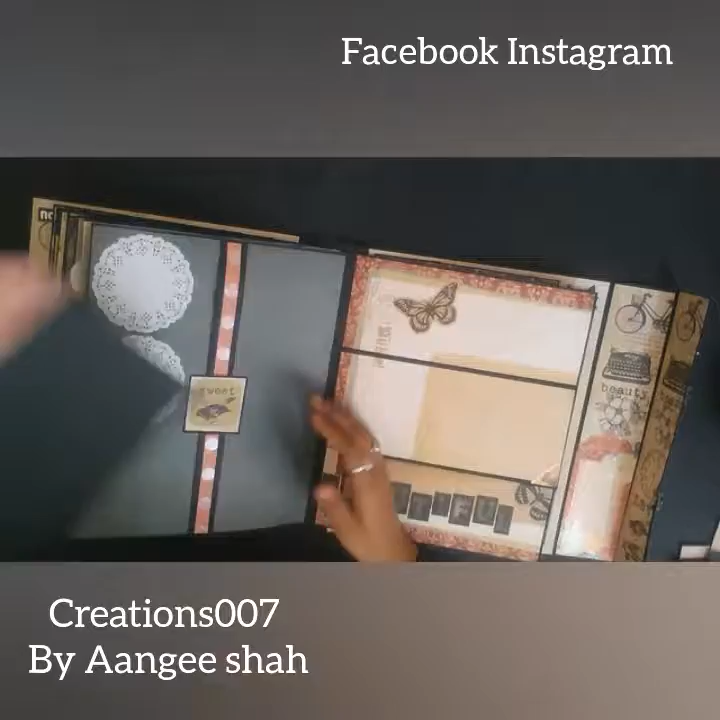 Facebook Instagram
sweet
beauty
Creations007
By Aangee shah